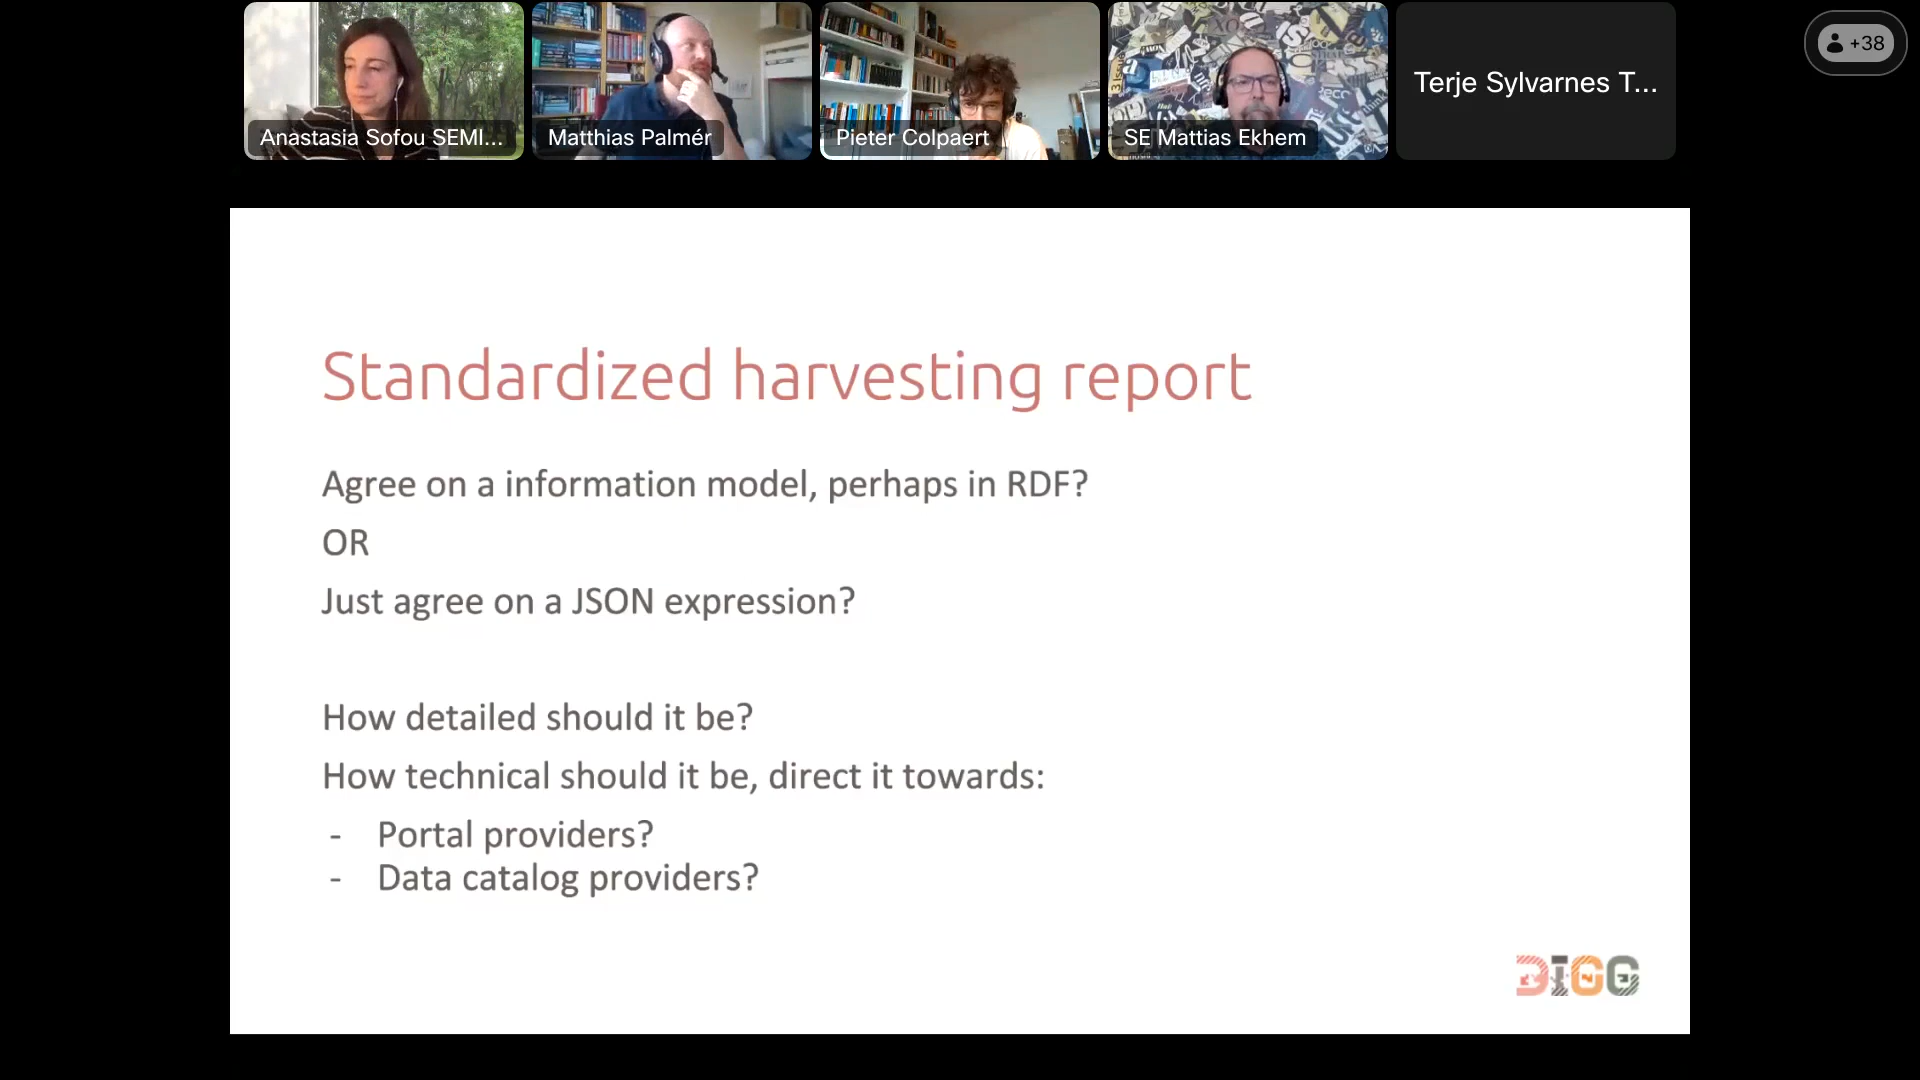 Anastasia Sofou SEMI...
Matthias Palmér
Pieter Colpaert
SE Mattias Ekhem
Terje Sylvarnes T...
+38
Standardized harvesting report
Agree on a information model, perhaps in RDF?
OR
Just agree on a JSON expression?
How detailed should it be?
How technical should it be, direct it towards:
- Portal providers?
- Data catalog providers?
DIGG